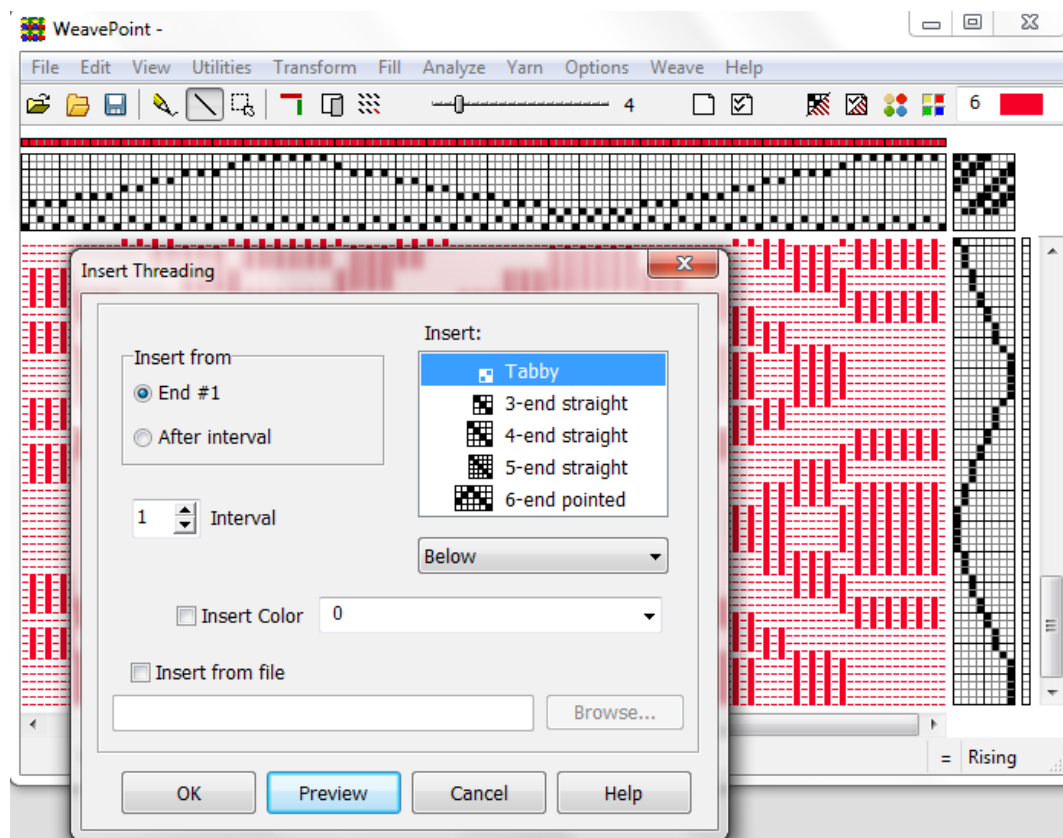 WeavePoint -
File Edit View Utilities Transform Fill Analyze Yarn Options Weave Help
4 6
Insert Threading
Insert from
End #1
After interval
1 Interval
Insert:
Tabby
3-end straight
4-end straight
5-end straight
6-end pointed
Below
Insert Color 0
Insert from file
Browse...
OK Preview Cancel Help
= Rising